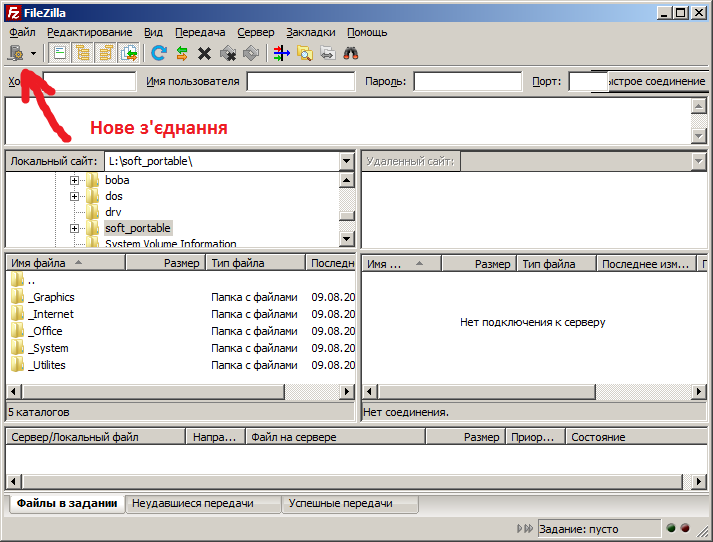 FileZilla
Файл Редактирование Вид Передача Сервер Закладки Помощь
Хо Имя пользователя Пароль: Порт: ыстрое соединение
Нове з'єднання
Локальный сайт: L:\soft_portable\ Удаленный сайт:
boba
dos
drv
soft_portable
System Volume Information
Имя файла Размер Тип файла Последне Имя ... Размер Тип файла Последнее изм... П
..
_Graphics Папка с файлами 09.08.20
_Internet Папка с файлами 09.08.20
_Office Папка с файлами 09.08.20
_System Папка с файлами 09.08.20
_Utilites Папка с файлами 09.08.20
Нет подключения к серверу
5 каталогов Нет соединения.
Сервер/Локальный файл Напра... Файл на сервере Размер Приор... Состояние
Файлы в задании Неудавшиеся передачи Успешные передачи
Задание: пусто